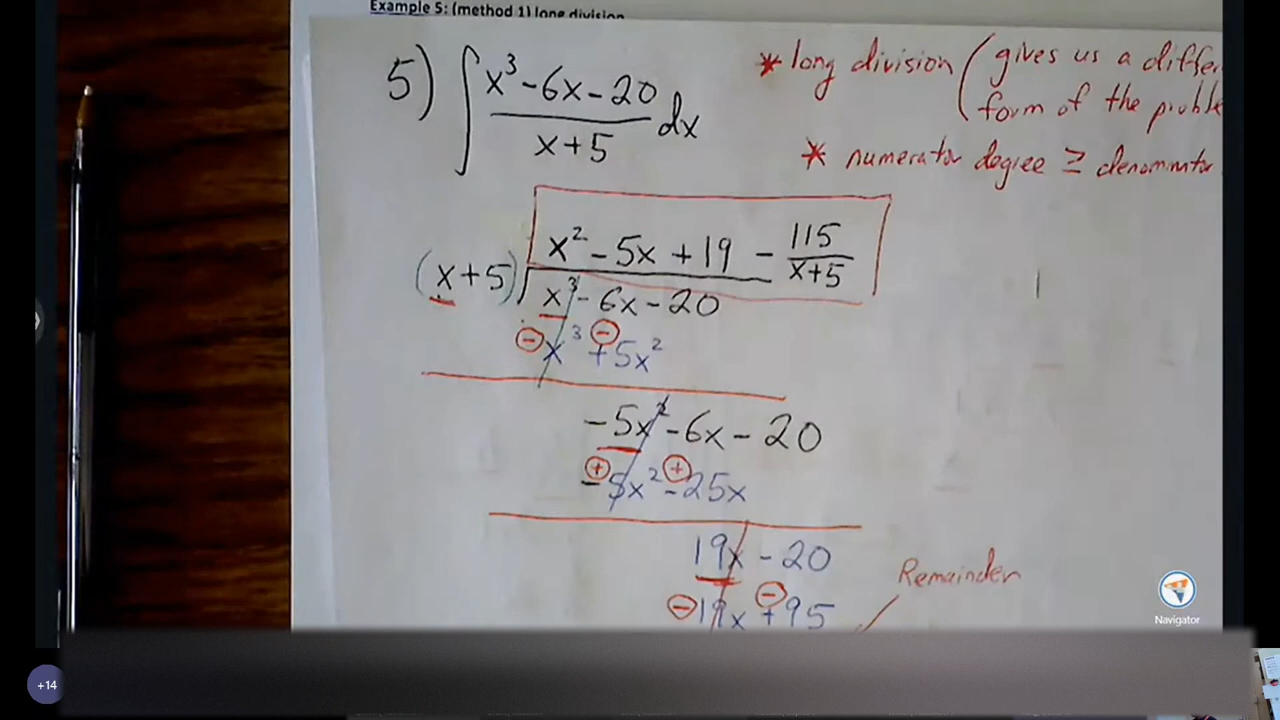 Example 5: (method 1) long division
5) ∫ x³ - 6x - 20 / x + 5 dx
* long division (gives us a
form of the
* numerator degree ≥ denominator
x² - 5x + 19 - 115/x+5
(x + 5) x³ - 6x - 20
- x³ - + 5x²
-5x² - 6x - 20
+ - 5x² + - 25x
19x - 20
- 19x - + 95
Remainder
Navigator
+14